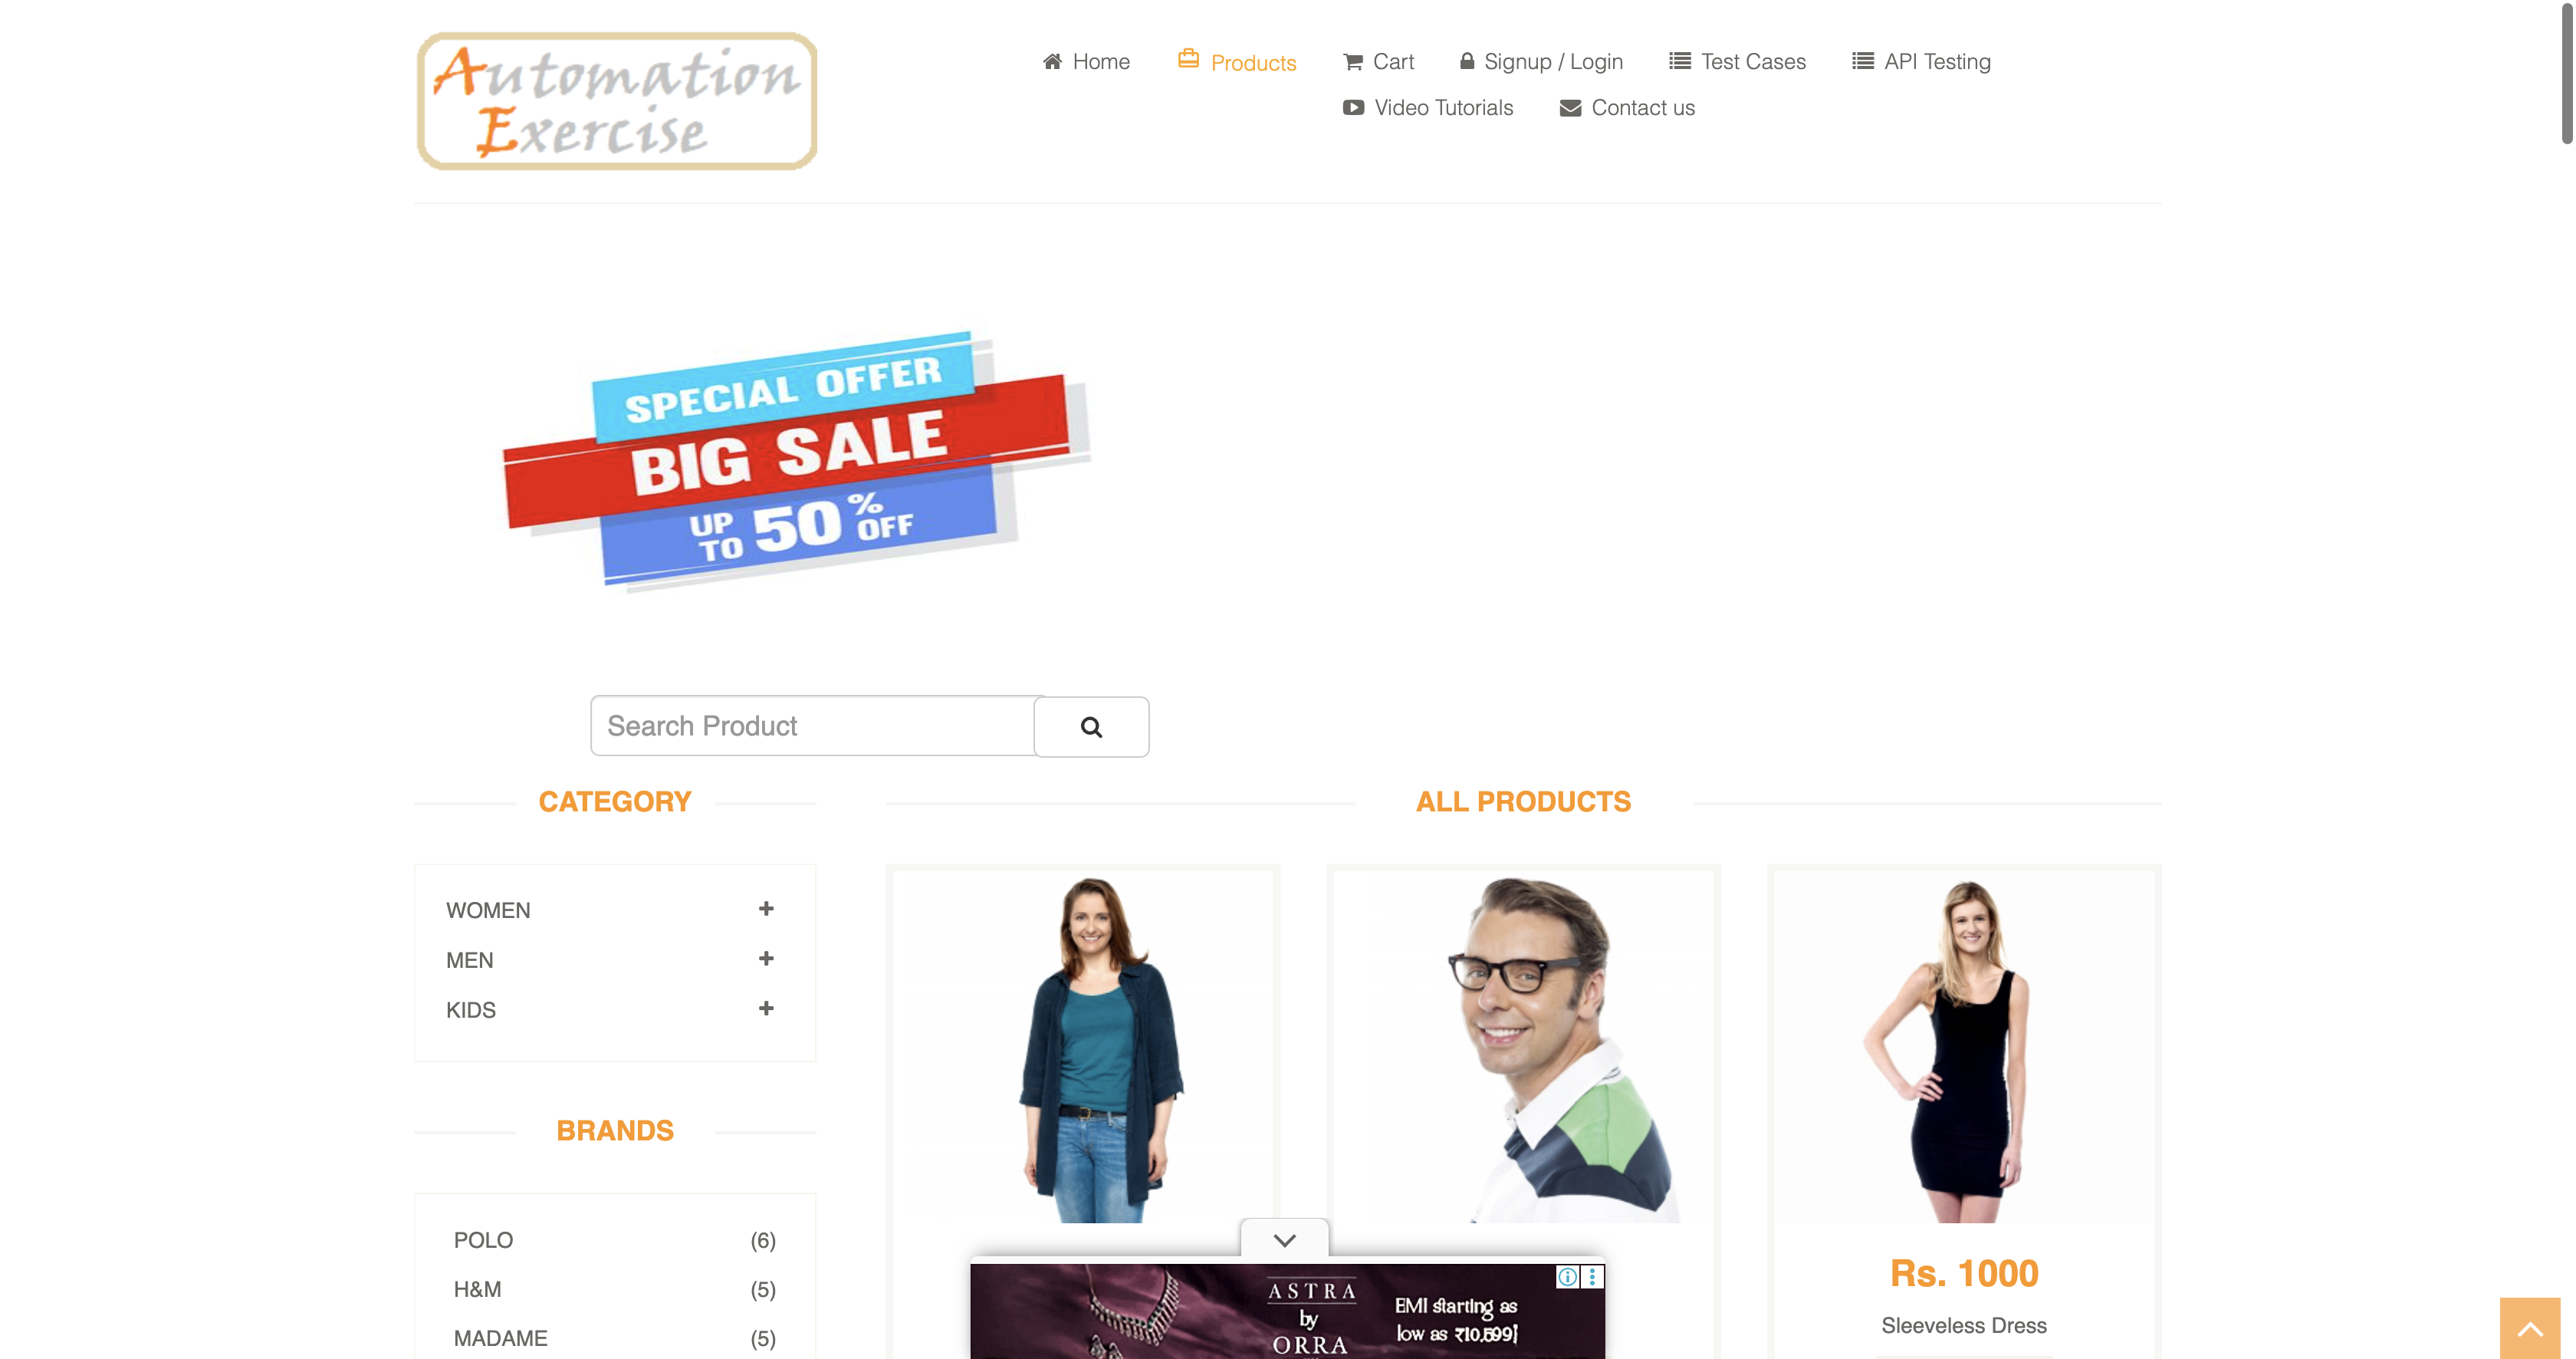 Automation
Exercise
Home
Products
Cart
Signup / Login
Test Cases
API Testing
Video Tutorials
Contact us
SPECIAL OFFER
BIG SALE
UP TO 50% OFF
Search Product
CATEGORY
ALL PRODUCTS
WOMEN
MEN
KIDS
BRANDS
POLO (6)
H&M (5)
MADAME (5)
ASTRA
by
ORRA
EMI starting as
low as ₹10,599/
Rs. 1000
Sleeveless Dress